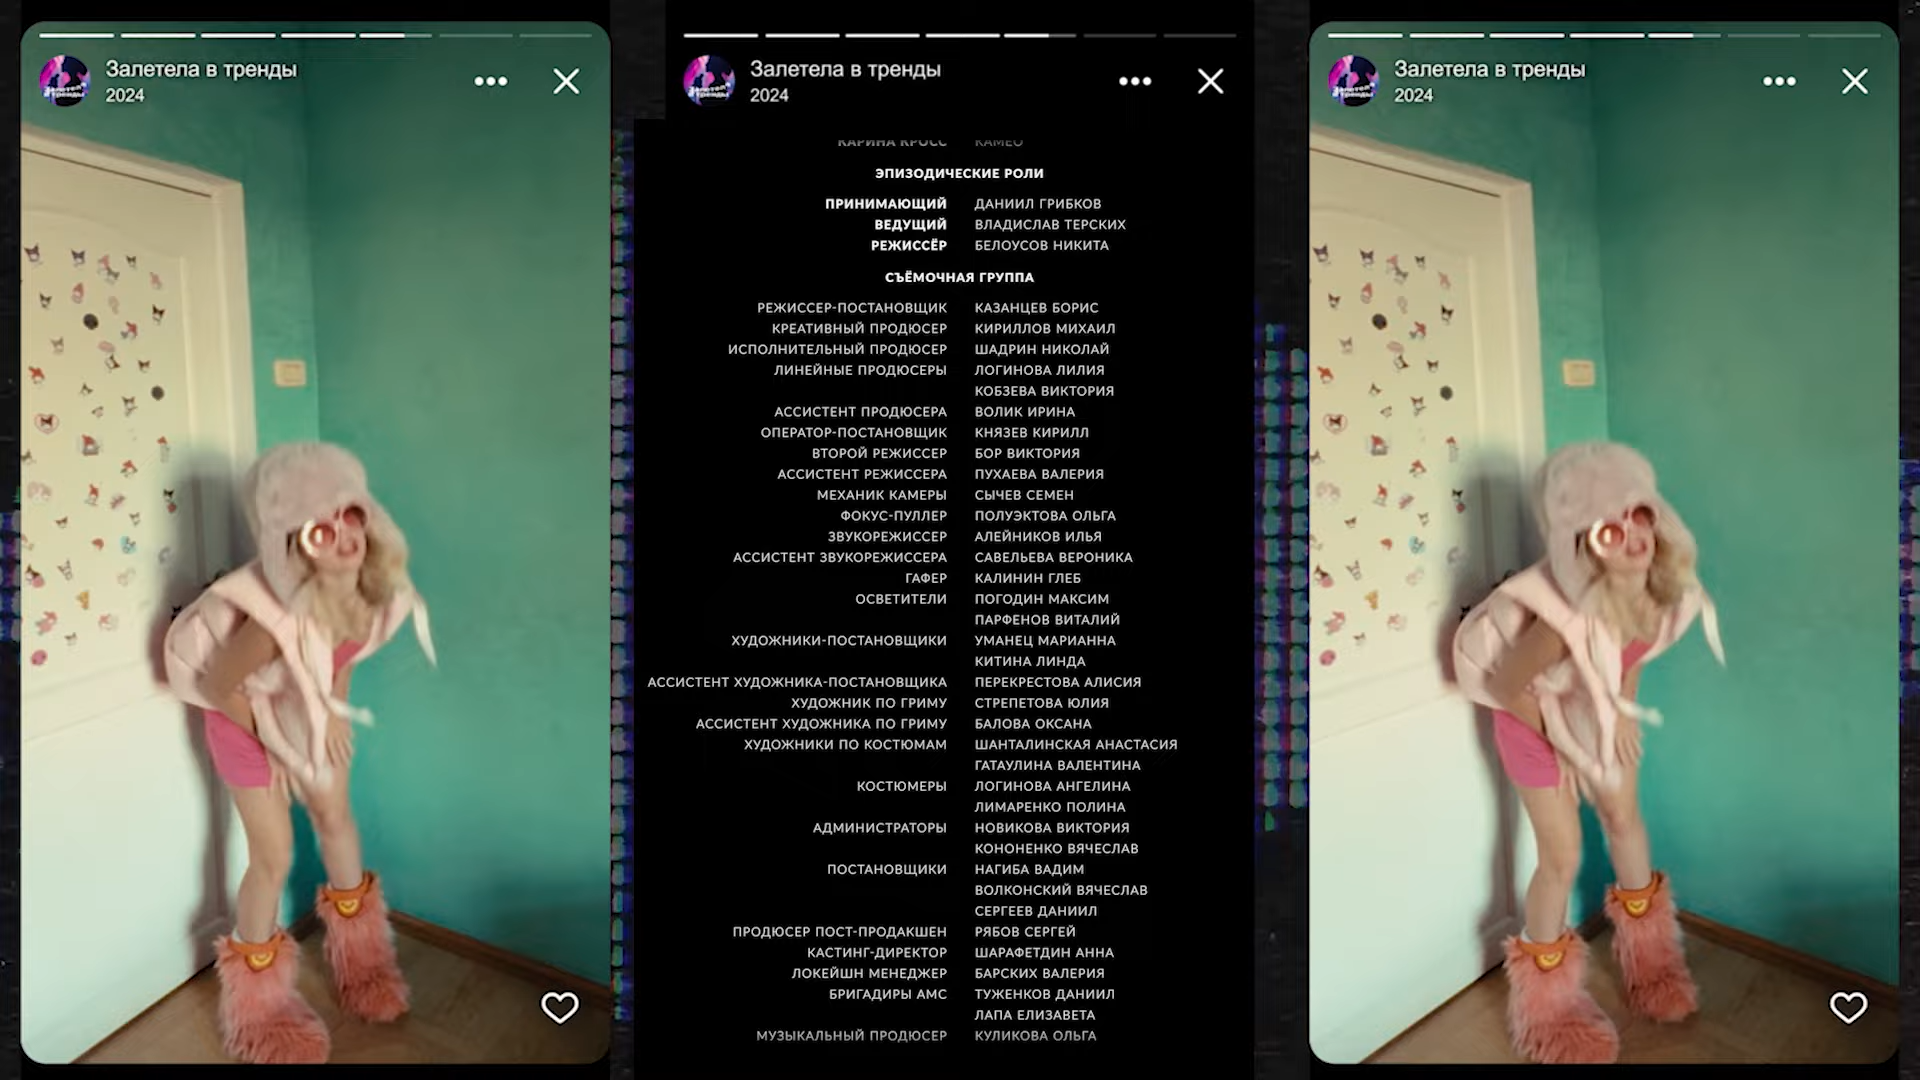 Залетела в тренды
2024
Залетела в тренды
2024
КАРИНА КРОСС КАМЕО
ЭПИЗОДИЧЕСКИЕ РОЛИ
ПРИНИМАЮЩИЙ ДАНИИЛ ГРИБКОВ
ВЕДУЩИЙ ВЛАДИСЛАВ ТЕРСКИХ
РЕЖИССЁР БЕЛОУСОВ НИКИТА
СЪЁМОЧНАЯ ГРУППА
РЕЖИССЕР-ПОСТАНОВЩИК КАЗАНЦЕВ БОРИС
КРЕАТИВНЫЙ ПРОДЮСЕР КИРИЛЛОВ МИХАИЛ
ИСПОЛНИТЕЛЬНЫЙ ПРОДЮСЕР ШАДРИН НИКОЛАЙ
ЛИНЕЙНЫЕ ПРОДЮСЕРЫ ЛОГИНОВА ЛИЛИЯ
КОБЗЕВА ВИКТОРИЯ
АССИСТЕНТ ПРОДЮСЕРА ВОЛИК ИРИНА
ОПЕРАТОР-ПОСТАНОВЩИК КНЯЗЕВ КИРИЛЛ
ВТОРОЙ РЕЖИССЕР БОР ВИКТОРИЯ
АССИСТЕНТ РЕЖИССЕРА ПУХАЕВА ВАЛЕРИЯ
МЕХАНИК КАМЕРЫ СЫЧЕВ СЕМЕН
ФОКУС-ПУЛЛЕР ПОЛУЭКТОВА ОЛЬГА
ЗВУКОРЕЖИССЕР АЛЕЙНИКОВ ИЛЬЯ
АССИСТЕНТ ЗВУКОРЕЖИССЕРА САВЕЛЬЕВА ВЕРОНИКА
ГАФЕР КАЛИНИН ГЛЕБ
ОСВЕТИТЕЛИ ПОГОДИН МАКСИМ
ПАРФЕНОВ ВИТАЛИЙ
ХУДОЖНИКИ-ПОСТАНОВЩИКИ УМАНЕЦ МАРИАННА
КИТИНА ЛИНДА
АССИСТЕНТ ХУДОЖНИКА-ПОСТАНОВЩИКА ПЕРЕКРЕСТОВА АЛИСИЯ
ХУДОЖНИК ПО ГРИМУ СТРЕПЕТОВА ЮЛИЯ
АССИСТЕНТ ХУДОЖНИКА ПО ГРИМУ БАЛОВА ОКСАНА
ХУДОЖНИКИ ПО КОСТЮМАМ ШАНТАЛИНСКАЯ АНАСТАСИЯ
ГАТАУЛИНА ВАЛЕНТИНА
КОСТЮМЕРЫ ЛОГИНОВА АНГЕЛИНА
ЛИМАРЕНКО ПОЛИНА
АДМИНИСТРАТОРЫ НОВИКОВА ВИКТОРИЯ
КОНОНЕНКО ВЯЧЕСЛАВ
ПОСТАНОВЩИКИ НАГИБА ВАДИМ
ВОЛКОНСКИЙ ВЯЧЕСЛАВ
СЕРГЕЕВ ДАНИИЛ
ПРОДЮСЕР ПОСТ-ПРОДАКШЕН РЯБОВ СЕРГЕЙ
КАСТИНГ-ДИРЕКТОР ШАРАФЕТДИН АННА
ЛОКЕЙШН МЕНЕДЖЕР БАРСКИХ ВАЛЕРИЯ
БРИГАДИРЫ АМС ТУЖЕНКОВ ДАНИИЛ
ЛАПА ЕЛИЗАВЕТА
МУЗЫКАЛЬНЫЙ ПРОДЮСЕР КУЛИКОВА ОЛЬГА
Залетела в тренды
2024